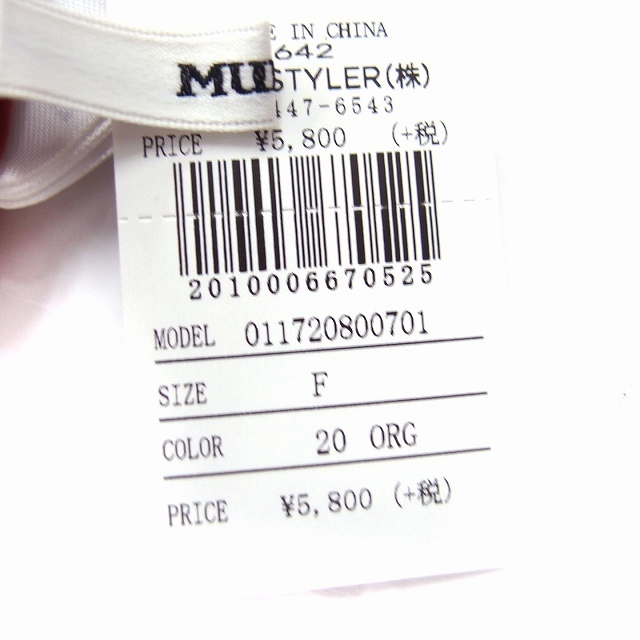 IN CHINA
642
MU
STYLER(株)
447-6543
PRICE ¥5,800 (+税)
2010006670525
MODEL 011720800701
SIZE F
COLOR 20 ORG
PRICE ¥5,800 (+税)